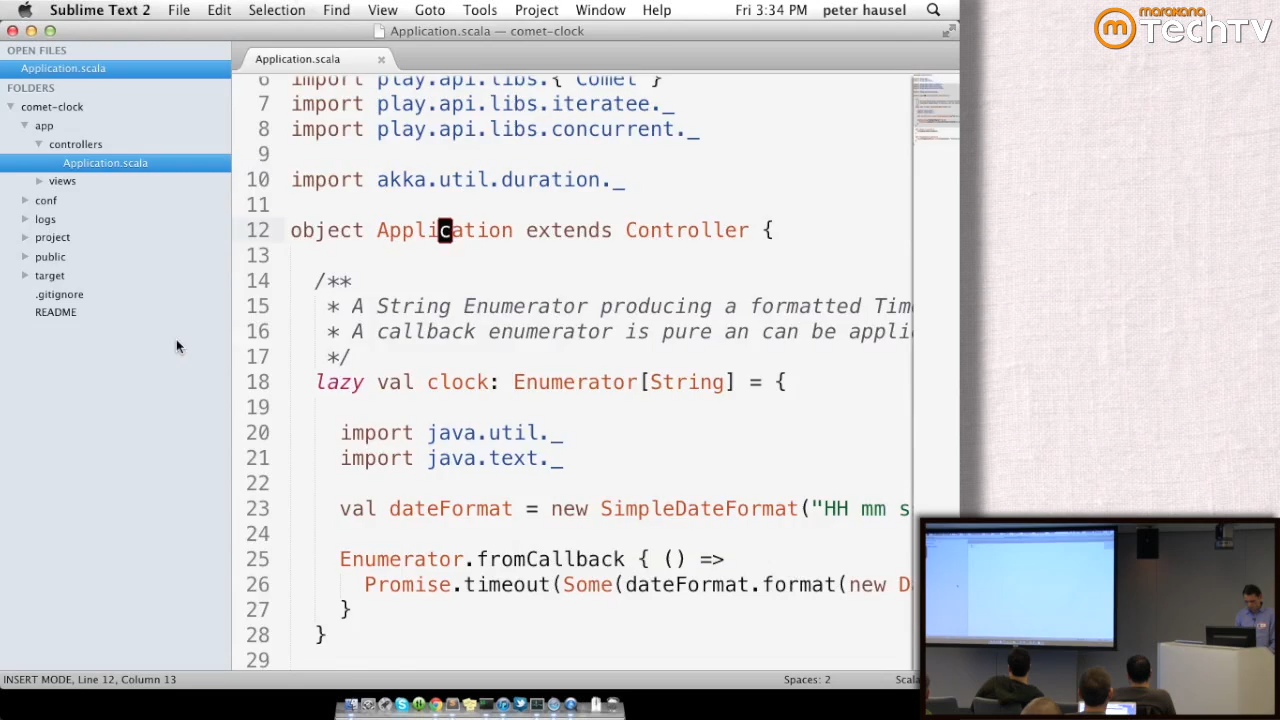 Sublime Text 2 File Edit Selection Find View Goto Tools Project Window Help Fri 3:34 PM peter hausel
marakana
TechTV
Application.scala — comet-clock
OPEN FILES
Application.scala
FOLDERS
comet-clock
app
controllers
Application.scala
views
conf
logs
project
public
target
.gitignore
README
Application.scala
6 import play.api.libs.{ Comet }
7 import play.api.libs.iteratee._
8 import play.api.libs.concurrent._
9
10 import akka.util.duration._
11
12 object Application extends Controller {
13
14 /**
15 * A String Enumerator producing a formatted Tim
16 * A callback enumerator is pure an can be appli
17 */
18 lazy val clock: Enumerator[String] = {
19
20 import java.util._
21 import java.text._
22
23 val dateFormat = new SimpleDateFormat("HH mm s
24
25 Enumerator.fromCallback { () =>
26 Promise.timeout(Some(dateFormat.format(new D
27 }
28 }
29
INSERT MODE, Line 12, Column 13
Spaces: 2
Scala